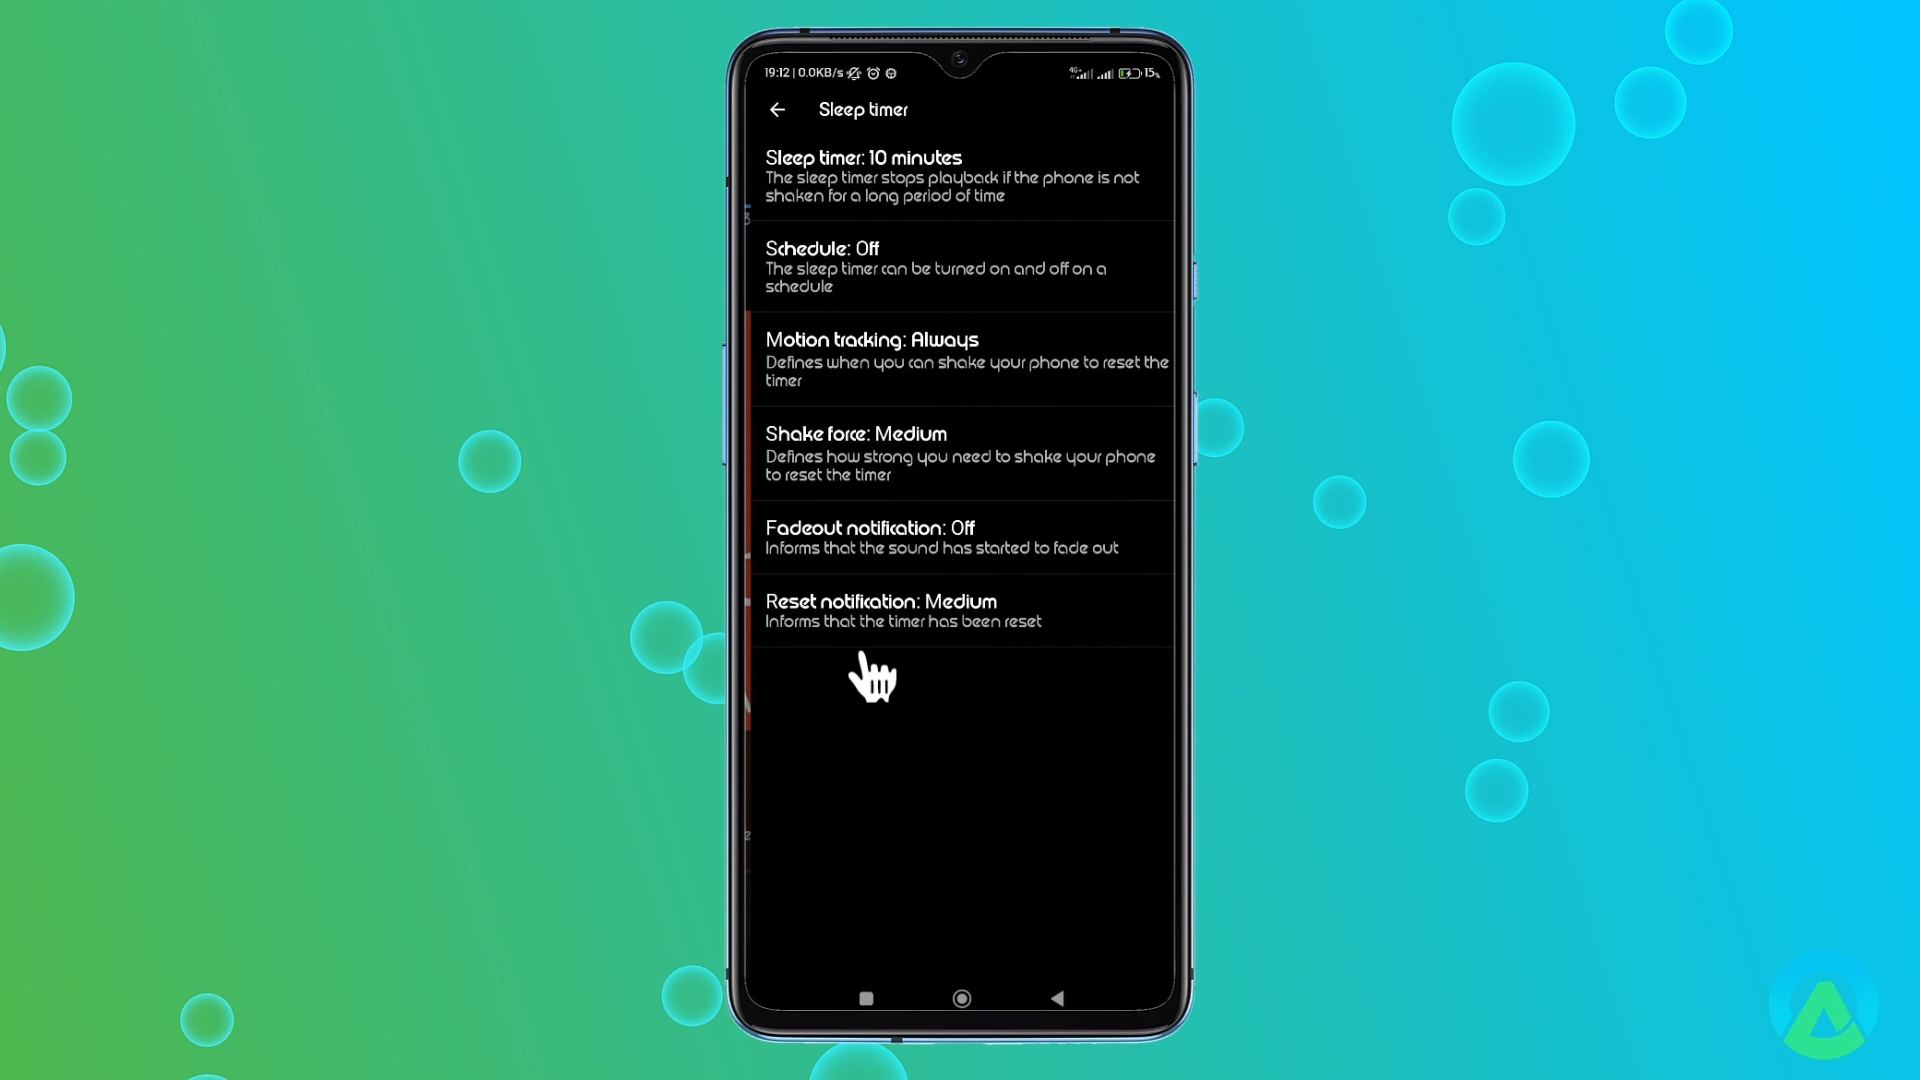 19:12 | 0.0KB/s 4G+ 15%
Sleep timer
Sleep timer: 10 minutes
The sleep timer stops playback if the phone is not
shaken for a long period of time
Schedule: Off
The sleep timer can be turned on and off on a
schedule
Motion tracking: Always
Defines when you can shake your phone to reset the
timer
Shake force: Medium
Defines how strong you need to shake your phone
to reset the timer
Fadeout notification: Off
Informs that the sound has started to fade out
Reset notification: Medium
Informs that the timer has been reset